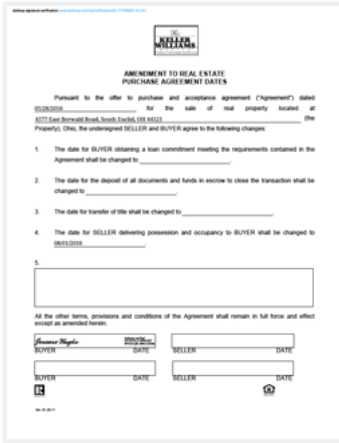 KELLER
WILLIAMS
AMENDMENT TO REAL ESTATE
PURCHASE AGREEMENT DATES
Pursuant to the offer to purchase and acceptance agreement ("Agreement") dated
05/28/2016 for the sale of real property located at
4377 East Berwald Road, South Euclid, OH 44121 (the
Property), Ohio, the undersigned SELLER and BUYER agree to the following changes:
1. The date for BUYER obtaining a loan commitment meeting the requirements contained in the
Agreement shall be changed to
2. The date for the deposit of all documents and funds in escrow to close the transaction shall be
changed to
3. The date for transfer of title shall be changed to
4. The date for SELLER delivering possession and occupancy to BUYER shall be changed to
08/01/2016
5.
All the other terms, provisions and conditions of the Agreement shall remain in full force and effect
except as amended herein.
BUYER DATE SELLER DATE
BUYER DATE SELLER DATE